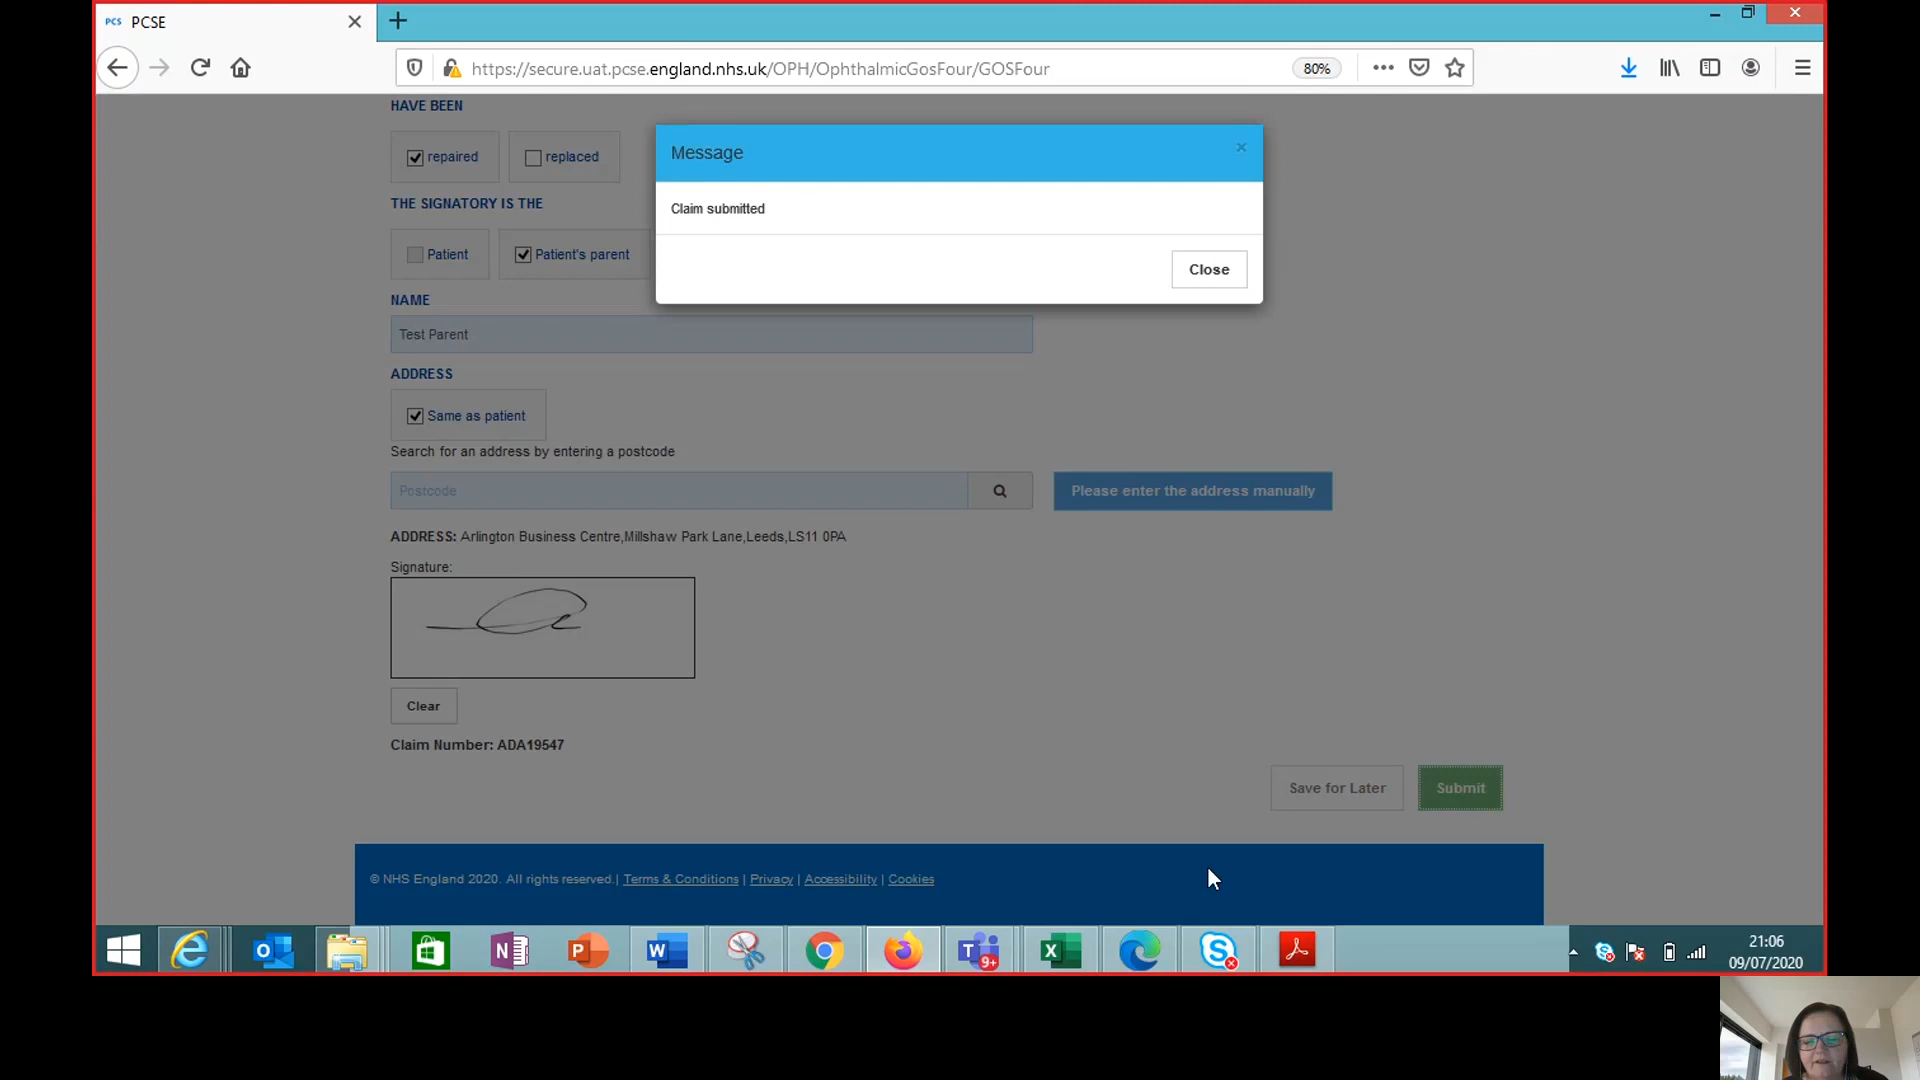 PCS PCSE
https://secure.uat.pcse.england.nhs.uk/OPH/OphthalmicGosFour/GOSFour
80%
HAVE BEEN
repaired
replaced
THE SIGNATORY IS THE
Patient
Patient's parent
Message
Claim submitted
Close
NAME
Test Parent
ADDRESS
Same as patient
Search for an address by entering a postcode
Postcode
Please enter the address manually
ADDRESS: Arlington Business Centre,Millshaw Park Lane,Leeds,LS11 0PA
Signature:
Clear
Claim Number: ADA19547
Save for Later
Submit
© NHS England 2020. All rights reserved.| Terms & Conditions | Privacy | Accessibility | Cookies
9+
21:06
09/07/2020